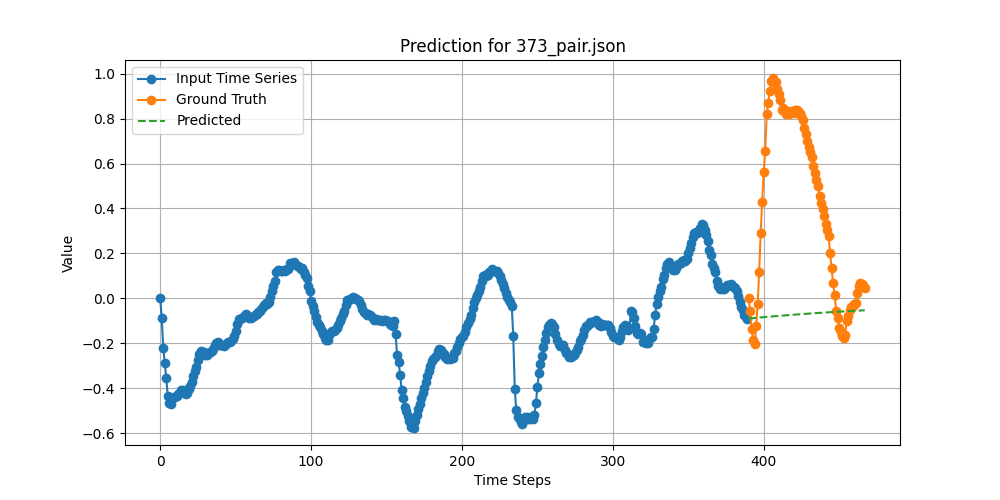 Prediction for 373_pair.json
Input Time Series
Ground Truth
Predicted
1.0
0.8
0.6
0.4
0.2
0.0
−0.2
−0.4
−0.6
Value
0
100
200
300
400
Time Steps